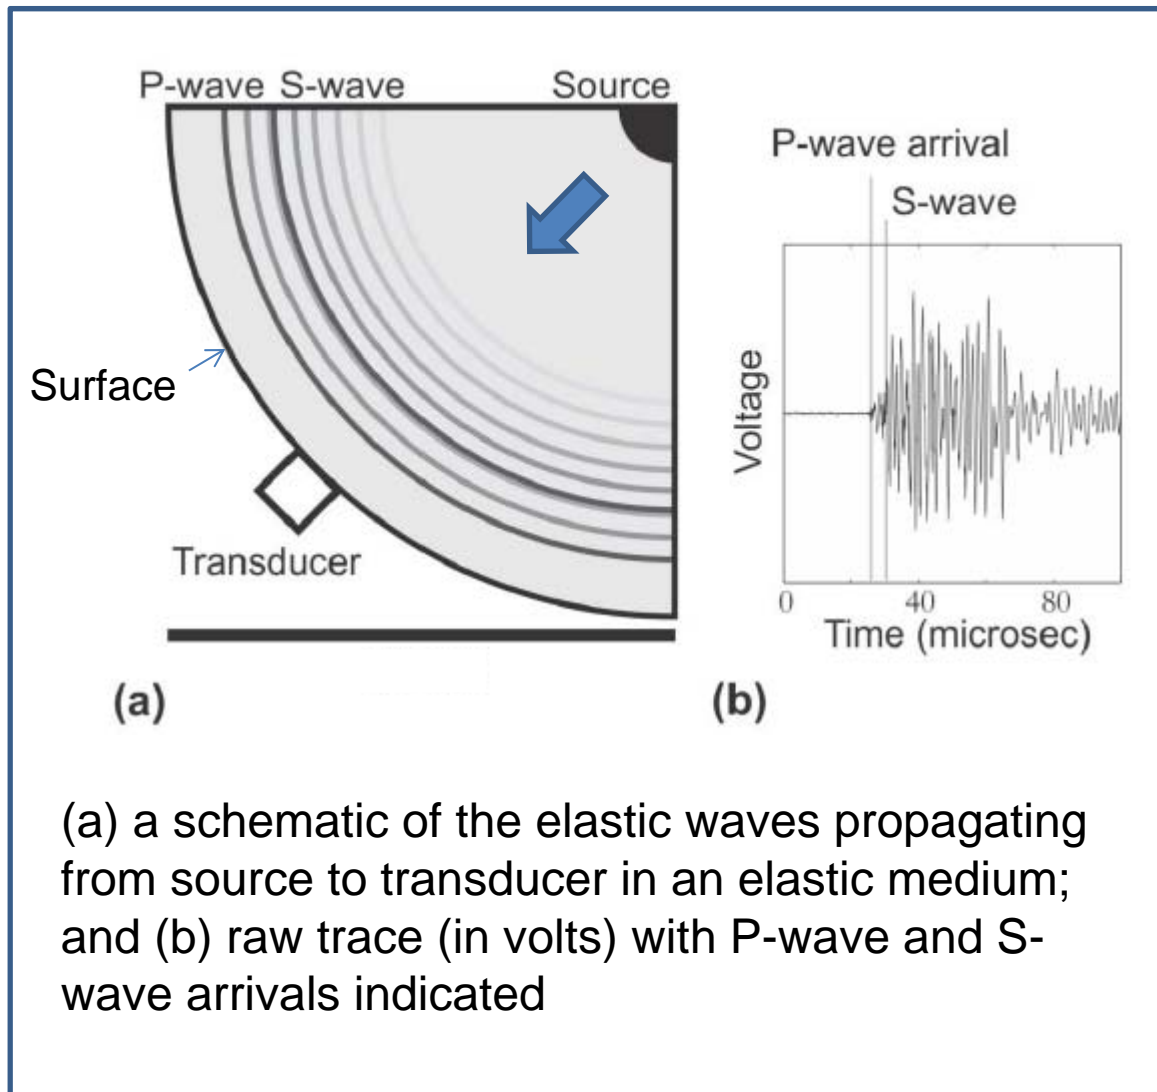 P-wave S-wave Source
Surface
Transducer
(a)
P-wave arrival
S-wave
Voltage
0 40 80
Time (microsec)
(b)
(a) a schematic of the elastic waves propagating
from source to transducer in an elastic medium;
and (b) raw trace (in volts) with P-wave and S-
wave arrivals indicated